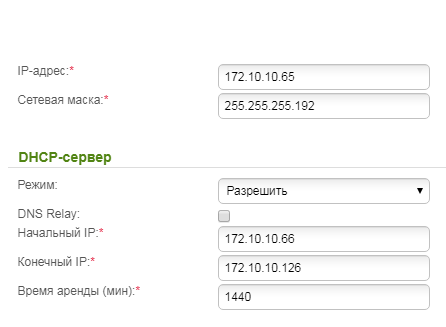 IP-адрес:* 172.10.10.65
Сетевая маска:* 255.255.255.192
DHCP-сервер
Режим: Разрешить
DNS Relay:
Начальный IP:* 172.10.10.66
Конечный IP:* 172.10.10.126
Время аренды (мин):* 1440